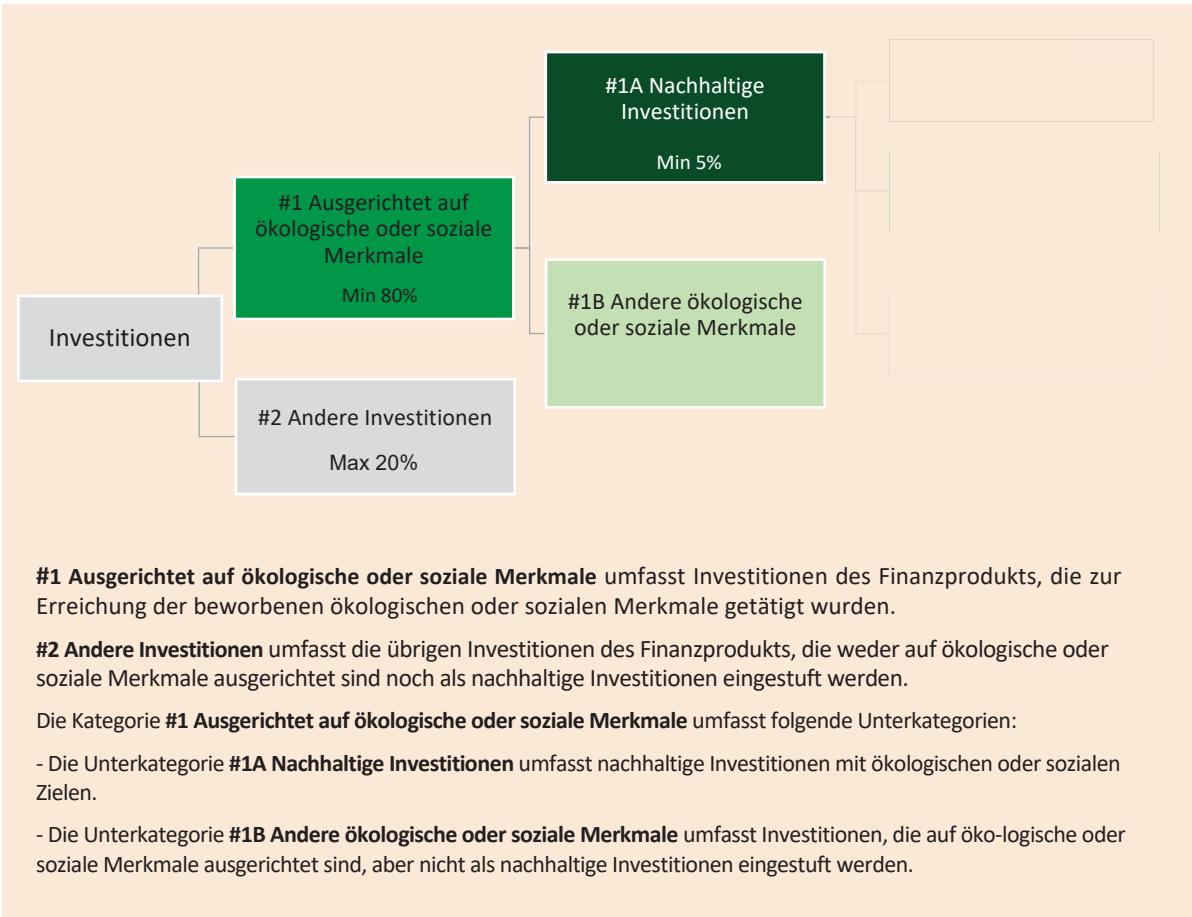 #1A Nachhaltige
Investitionen
Min 5%
#1 Ausgerichtet auf
ökologische oder soziale
Merkmale
Min 80%
#1B Andere ökologische
oder soziale Merkmale
Investitionen
#2 Andere Investitionen
Max 20%
#1 Ausgerichtet auf ökologische oder soziale Merkmale umfasst Investitionen des Finanzprodukts, die zur
Erreichung der beworbenen ökologischen oder sozialen Merkmale getätigt wurden.
#2 Andere Investitionen umfasst die übrigen Investitionen des Finanzprodukts, die weder auf ökologische oder
soziale Merkmale ausgerichtet sind noch als nachhaltige Investitionen eingestuft werden.
Die Kategorie #1 Ausgerichtet auf ökologische oder soziale Merkmale umfasst folgende Unterkategorien:
- Die Unterkategorie #1A Nachhaltige Investitionen umfasst nachhaltige Investitionen mit ökologischen oder sozialen
Zielen.
- Die Unterkategorie #1B Andere ökologische oder soziale Merkmale umfasst Investitionen, die auf öko-logische oder
soziale Merkmale ausgerichtet sind, aber nicht als nachhaltige Investitionen eingestuft werden.